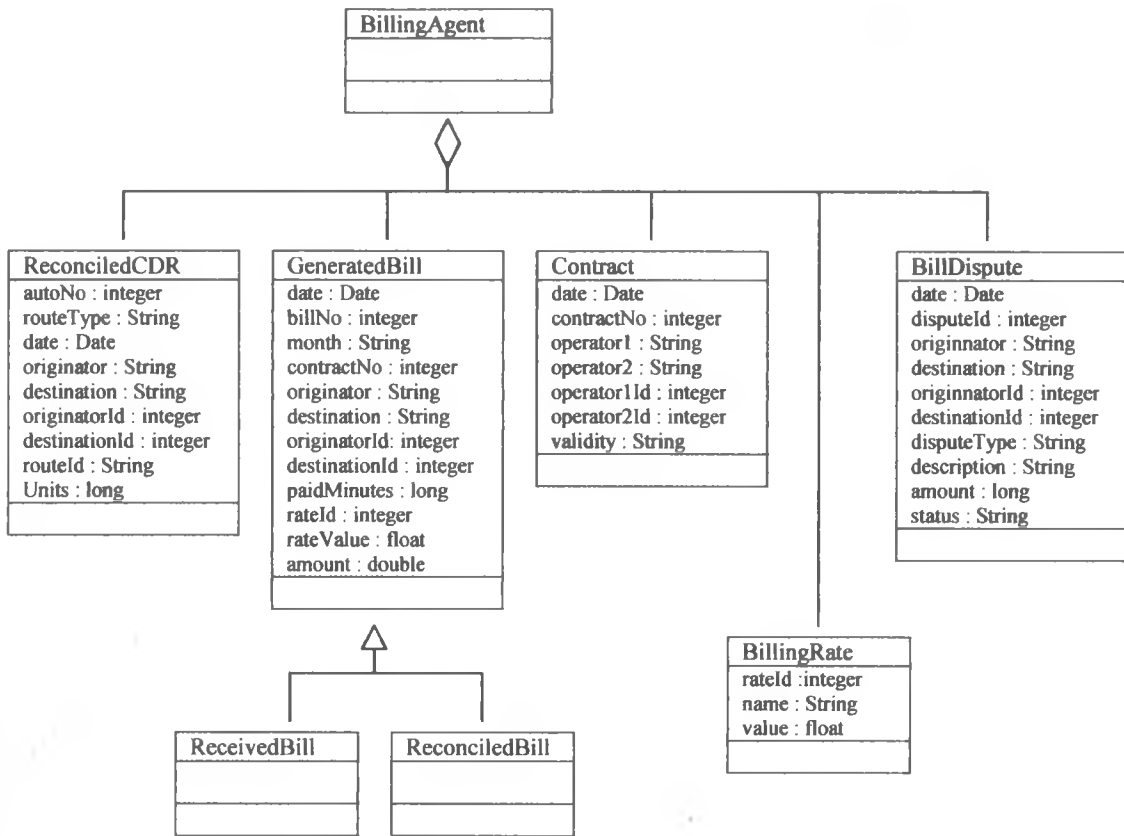 BillingAgent
ReconciledCDR
autoNo : integer
routeType : String
date : Date
originator : String
destination : String
originatorId : integer
destinationId : integer
routeId : String
Units : long
GeneratedBill
date : Date
billNo : integer
month : String
contractNo : integer
originator : String
destination : String
originatorId: integer
destinationId : integer
paidMinutes : long
rateId : integer
rateValue : float
amount : double
Contract
date : Date
contractNo : integer
operator1 : String
operator2 : String
operator1Id : integer
operator2Id : integer
validity : String
BillDispute
date : Date
disputeId : integer
originnator : String
destination : String
originnatorId : integer
destinationId : integer
disputeType : String
description : String
amount : long
status : String
BillingRate
rateId :integer
name : String
value : float
ReceivedBill
ReconciledBill